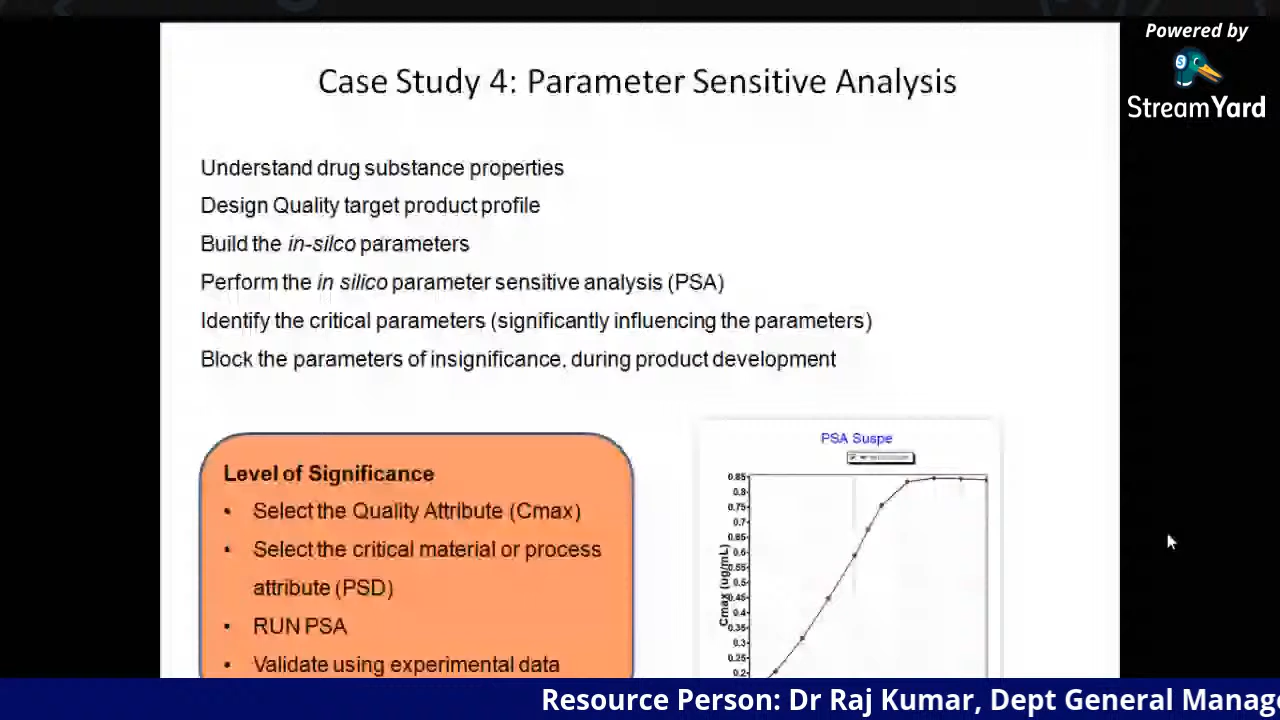 Powered by
StreamYard
Case Study 4: Parameter Sensitive Analysis
Understand drug substance properties
Design Quality target product profile
Build the in-silco parameters
Perform the in silico parameter sensitive analysis (PSA)
Identify the critical parameters (significantly influencing the parameters)
Block the parameters of insignificance, during product development
Level of Significance
• Select the Quality Attribute (Cmax)
• Select the critical material or process
attribute (PSD)
• RUN PSA
• Validate using experimental data
PSA Suspe
Cmax (ug/mL)
0.85
0.8
0.75
0.7
0.65
0.6
0.55
0.5
0.45
0.4
0.35
0.3
0.25
0.2
Resource Person: Dr Raj Kumar, Dept General Manage